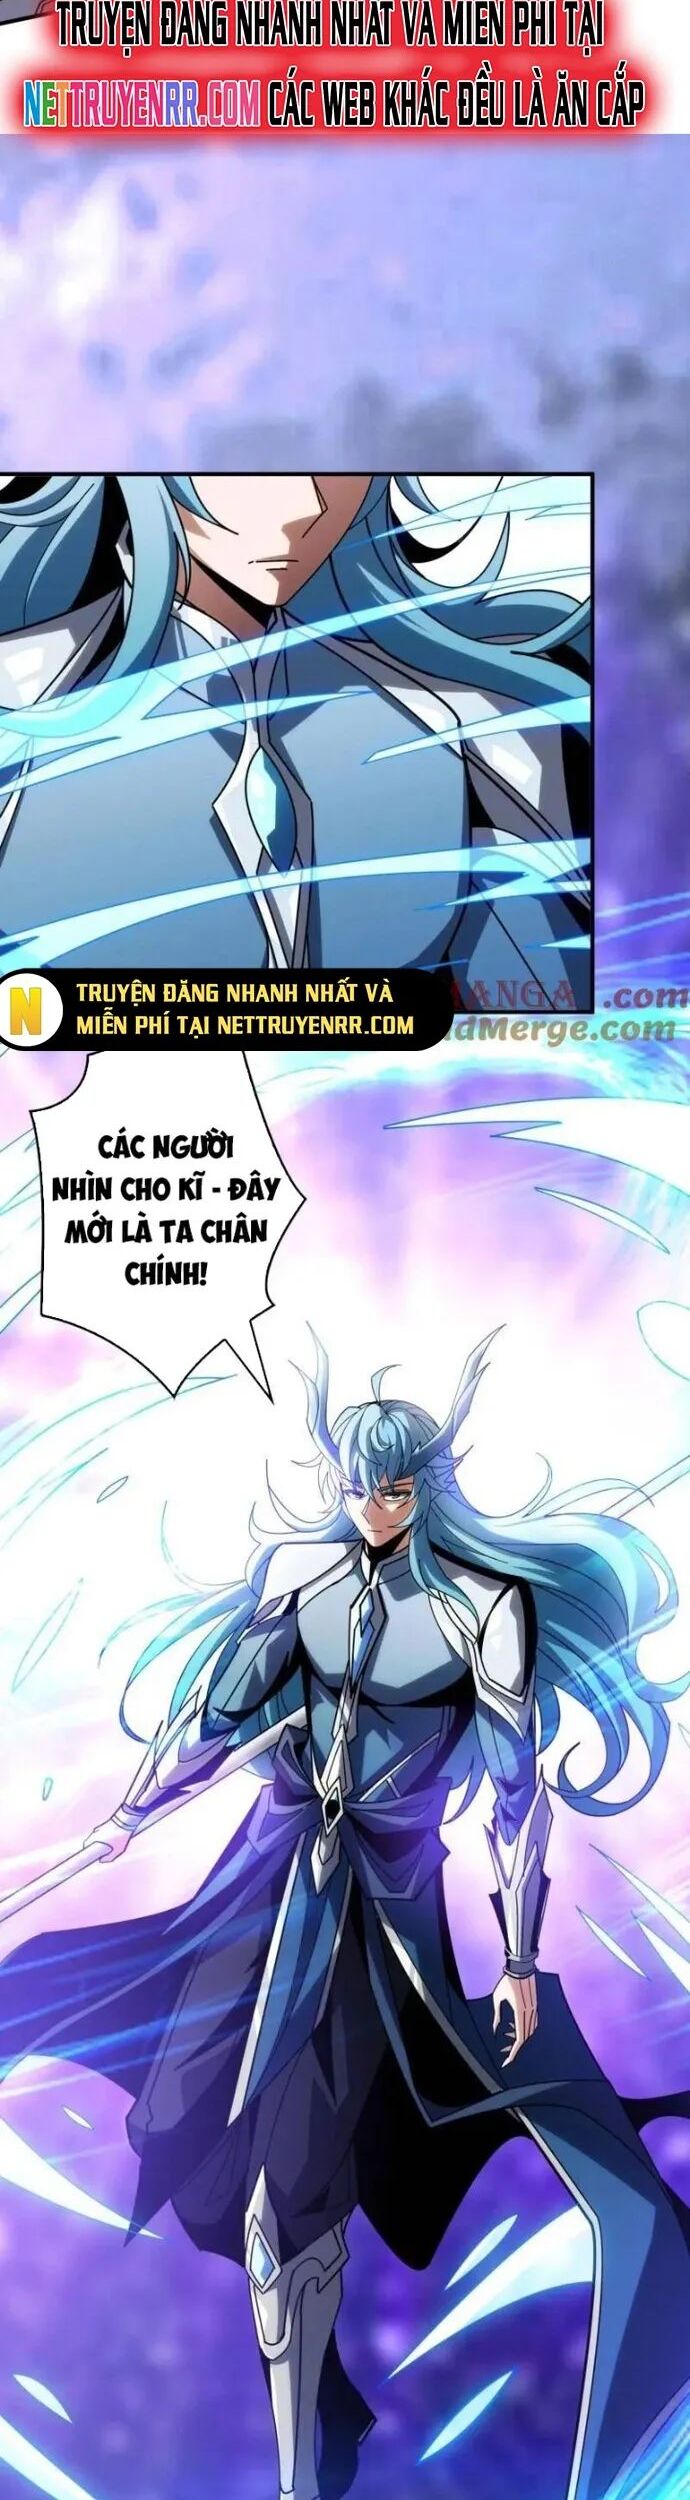 TRUYỆN ĐĂNG NHANH NHẤT VÀ MIỄN PHÍ TẠI
NETTRUYENRR.COM CÁC WEB KHÁC ĐỀU LÀ ĂN CẮP
TRUYỆN ĐĂNG NHANH NHẤT VÀ
MIỄN PHÍ TẠI NETTRUYENRR.COM
N
MANGA .com
dMerge.com
CÁC NGƯỜI
NHÌN CHO KĨ - ĐÂY
MỚI LÀ TA CHÂN
CHÍNH!